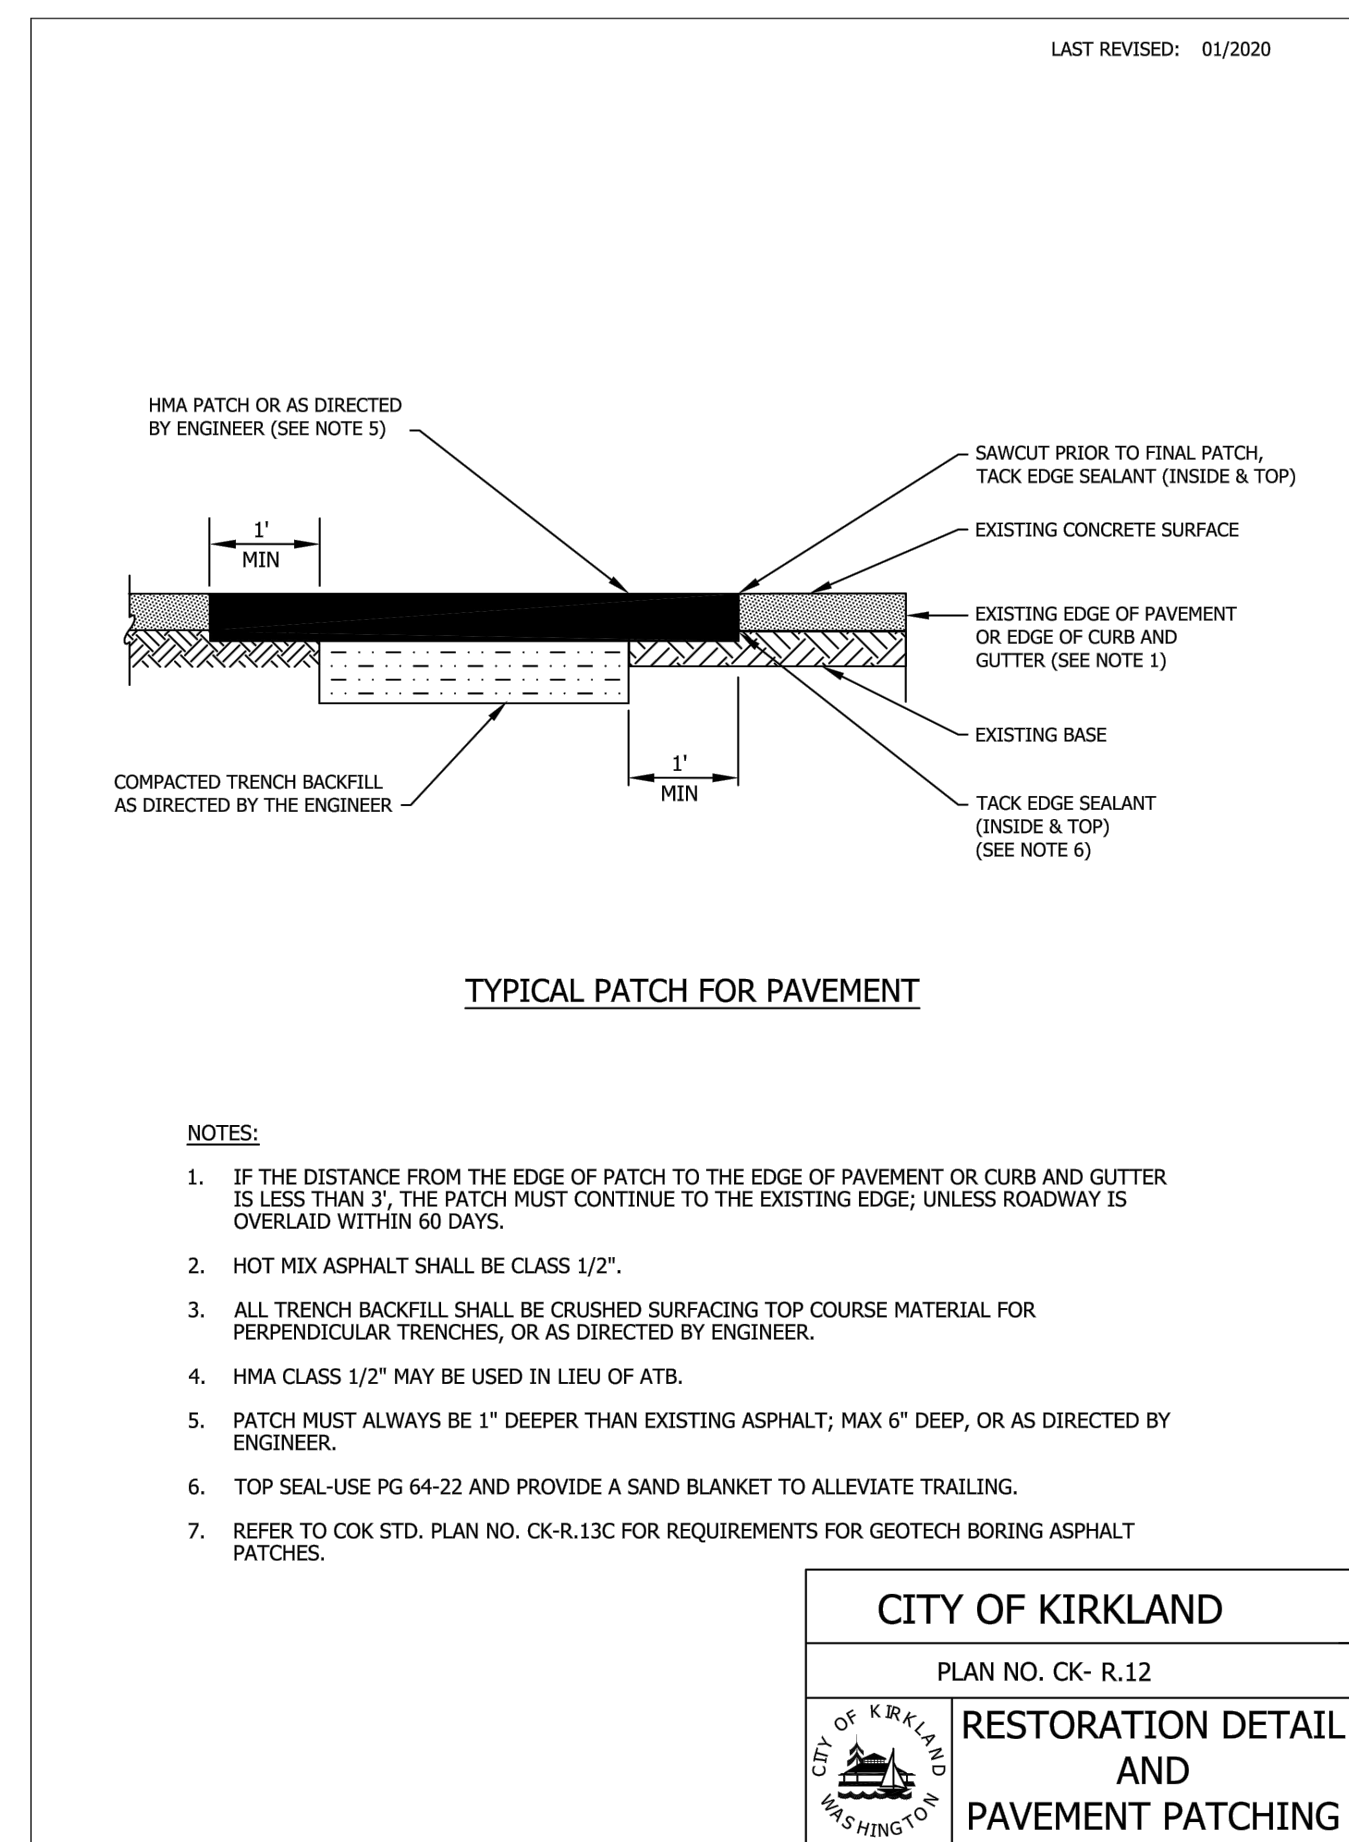 LAST REVISED: 01/2020
HMA PATCH OR AS DIRECTED
BY ENGINEER (SEE NOTE 5)
SAWCUT PRIOR TO FINAL PATCH,
TACK EDGE SEALANT (INSIDE & TOP)
EXISTING CONCRETE SURFACE
1'
MIN
EXISTING EDGE OF PAVEMENT
OR EDGE OF CURB AND
GUTTER (SEE NOTE 1)
EXISTING BASE
1'
MIN
COMPACTED TRENCH BACKFILL
AS DIRECTED BY THE ENGINEER
TACK EDGE SEALANT
(INSIDE & TOP)
(SEE NOTE 6)
TYPICAL PATCH FOR PAVEMENT
NOTES:
1. IF THE DISTANCE FROM THE EDGE OF PATCH TO THE EDGE OF PAVEMENT OR CURB AND GUTTER
IS LESS THAN 3', THE PATCH MUST CONTINUE TO THE EXISTING EDGE; UNLESS ROADWAY IS
OVERLAID WITHIN 60 DAYS.
2. HOT MIX ASPHALT SHALL BE CLASS 1/2".
3. ALL TRENCH BACKFILL SHALL BE CRUSHED SURFACING TOP COURSE MATERIAL FOR
PERPENDICULAR TRENCHES, OR AS DIRECTED BY ENGINEER.
4. HMA CLASS 1/2" MAY BE USED IN LIEU OF ATB.
5. PATCH MUST ALWAYS BE 1" DEEPER THAN EXISTING ASPHALT; MAX 6" DEEP, OR AS DIRECTED BY
ENGINEER.
6. TOP SEAL-USE PG 64-22 AND PROVIDE A SAND BLANKET TO ALLEVIATE TRAILING.
7. REFER TO COK STD. PLAN NO. CK-R.13C FOR REQUIREMENTS FOR GEOTECH BORING ASPHALT
PATCHES.
CITY OF KIRKLAND
PLAN NO. CK- R.12
CITY OF KIRKLAND
WASHINGTON
RESTORATION DETAIL
AND
PAVEMENT PATCHING